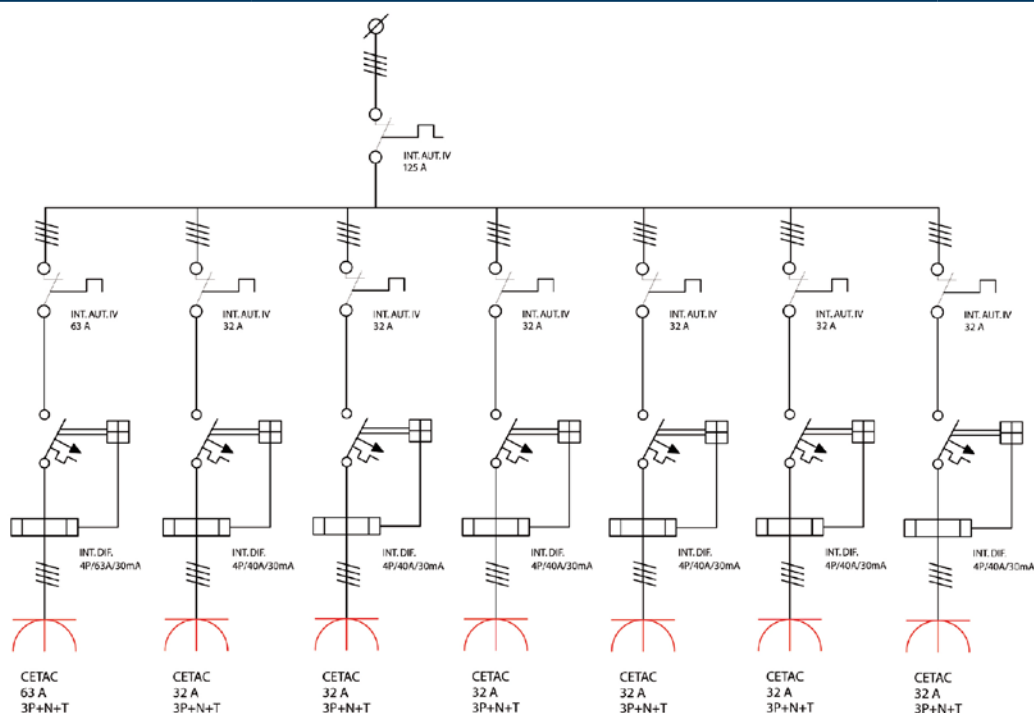 INT. AUT. IV
125 A
INT. AUT. IV
63 A
INT. AUT. IV
32 A
INT. AUT. IV
32 A
INT. AUT. IV
32 A
INT. AUT. IV
32 A
INT. AUT. IV
32 A
INT. AUT. IV
32 A
INT. DIF.
4P/63A/30mA
INT. DIF.
4P/40A/30mA
INT. DIF.
4P/40A/30mA
INT. DIF.
4P/40A/30mA
INT. DIF.
4P/40A/30mA
INT. DIF.
4P/40A/30mA
INT. DIF.
4P/40A/30mA
CETAC
63 A
3P+N+T
CETAC
32 A
3P+N+T
CETAC
32 A
3P+N+T
CETAC
32 A
3P+N+T
CETAC
32 A
3P+N+T
CETAC
32 A
3P+N+T
CETAC
32 A
3P+N+T